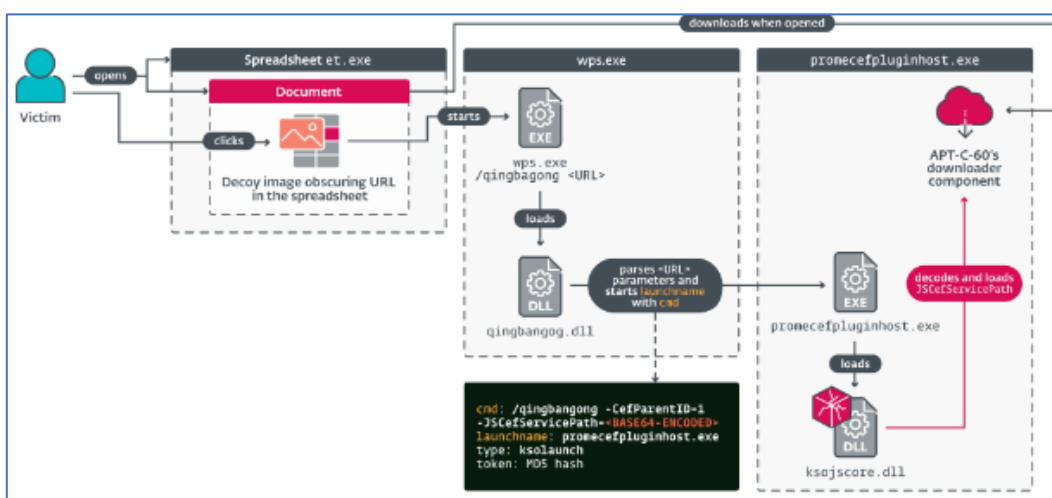 downloads when opened
Spreadsheet et.exe
wps.exe
promecefpluginhost.exe
opens
Document
Victim
clicks
starts
EXE
wps.exe
/qingbagong <URL>
Decoy image obscuring URL
in the spreadsheet
APT-C-60's
downloader
component
loads
DLL
qingbangog.dll
parses <URL>
parameters and
starts launchname
with cmd
EXE
promecefpluginhost.exe
decodes and loads
JSCefServicePath
loads
DLL
ksojscore.dll
cmd: /qingbangong -CefParentID=1
-JSCefServicePath=<BASE64-ENCODED>
launchname: promecefpluginhost.exe
type: ksolaunch
token: MD5 hash